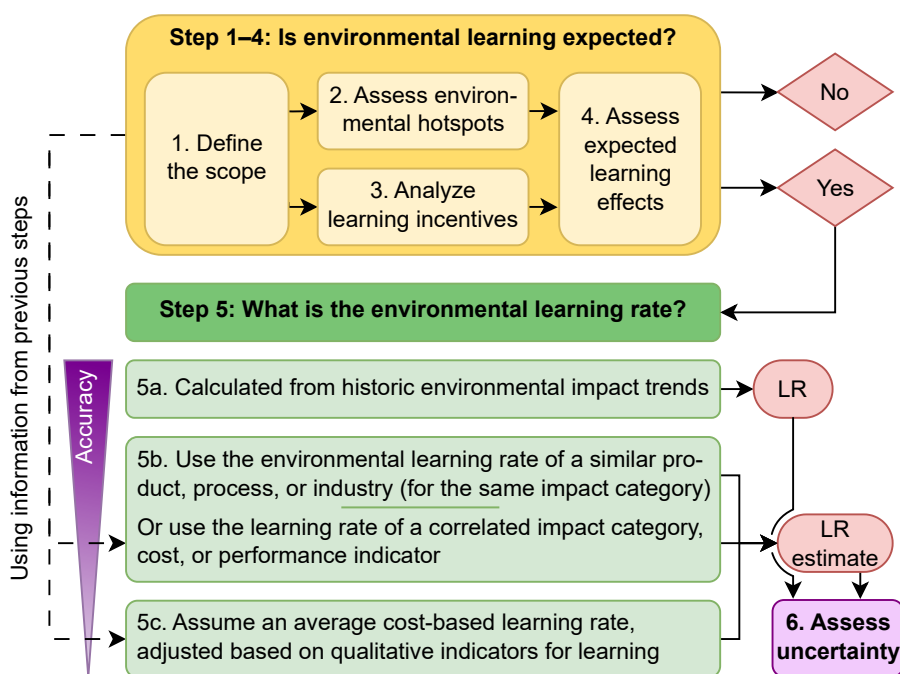 Step 1–4: Is environmental learning expected?
1. Define
the scope
2. Assess environ-
mental hotspots
3. Analyze
learning incentives
4. Assess
expected
learning
effects
No
Yes
Using information from previous steps
Step 5: What is the environmental learning rate?
Accuracy
5a. Calculated from historic environmental impact trends
LR
5b. Use the environmental learning rate of a similar pro-
duct, process, or industry (for the same impact category)
Or use the learning rate of a correlated impact category,
cost, or performance indicator
LR
estimate
5c. Assume an average cost-based learning rate,
adjusted based on qualitative indicators for learning
6. Assess
uncertainty